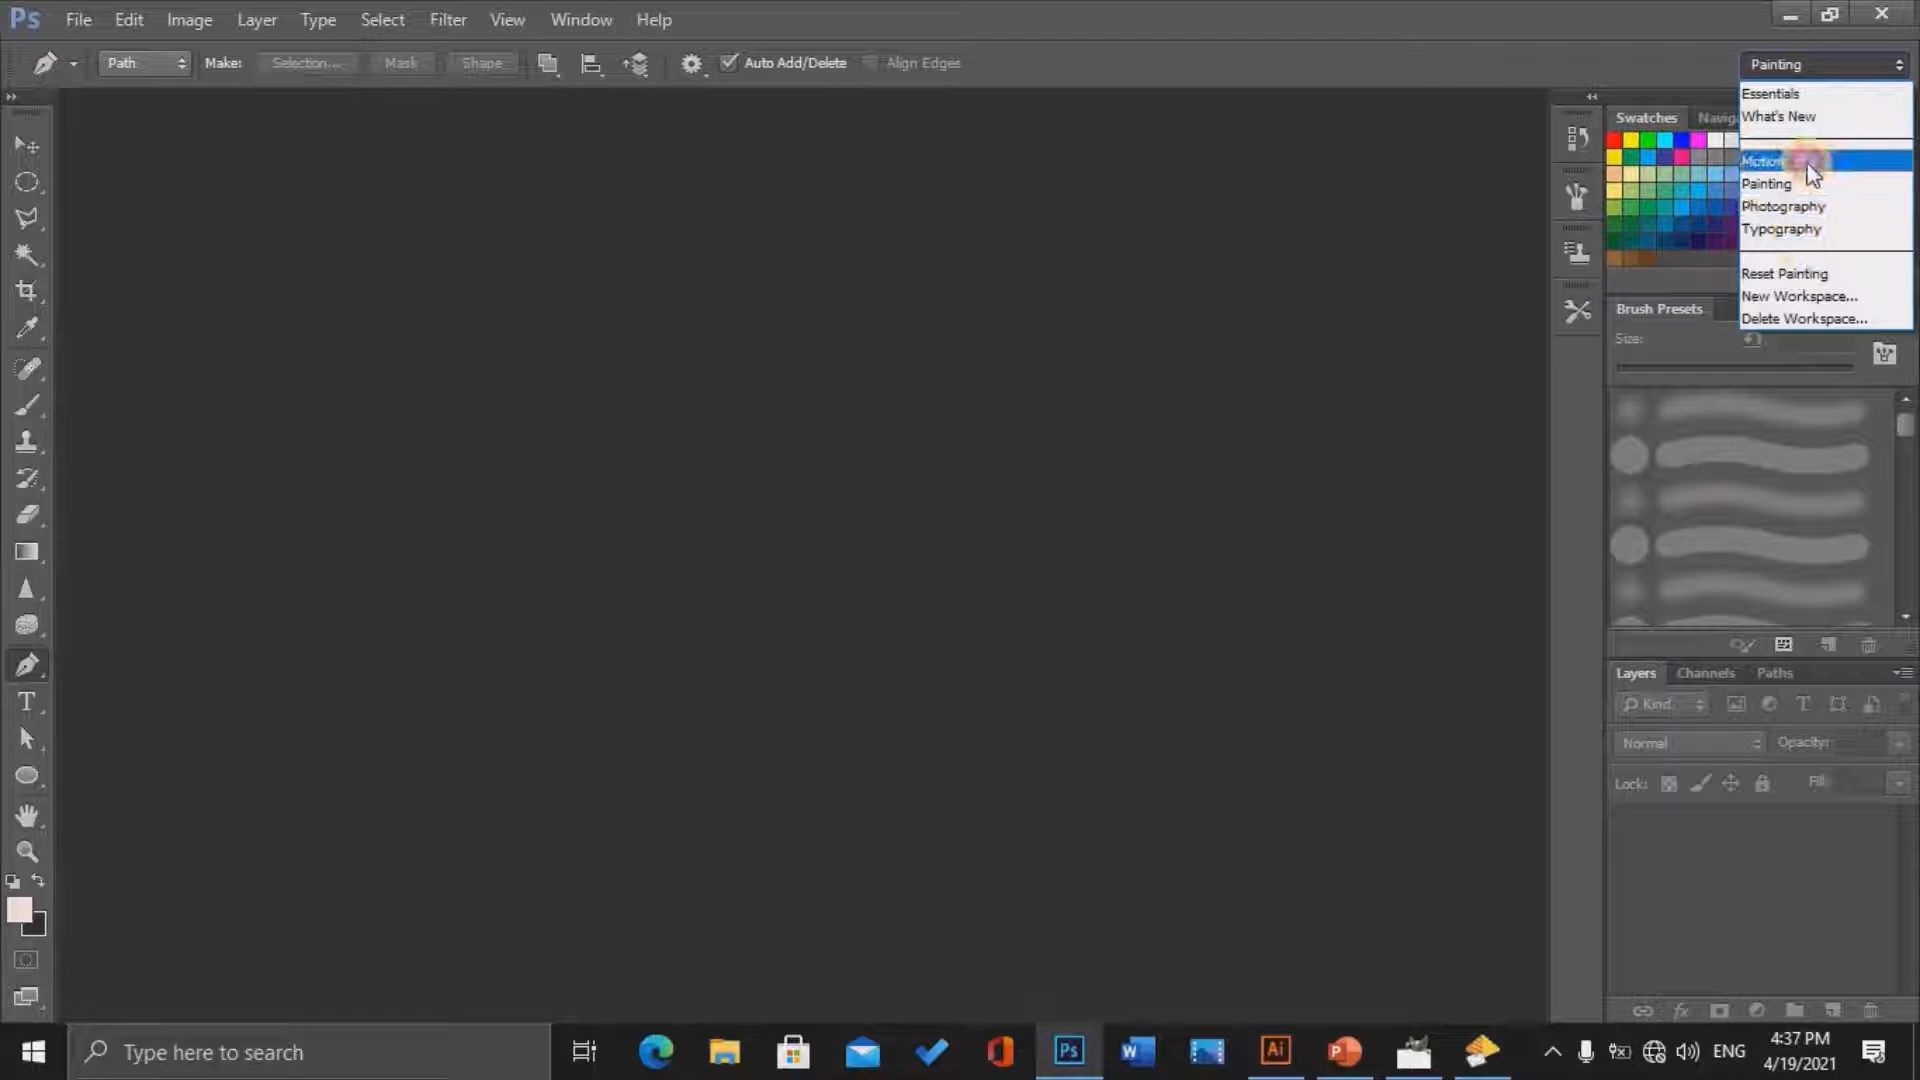 Ps File Edit Image Layer Type Select Filter View Window Help
Path Make: Selection... Mask Shape Auto Add/Delete Align Edges Painting
Essentials
What's New
Motion
Painting
Photography
Typography
Reset Painting
New Workspace...
Delete Workspace...
Swatches
Brush Presets
Size:
Layers Channels Paths
Kind
Normal Opacity:
Lock: Fill:
Type here to search
Ps
Ai
ENG
4:37 PM
4/19/2021